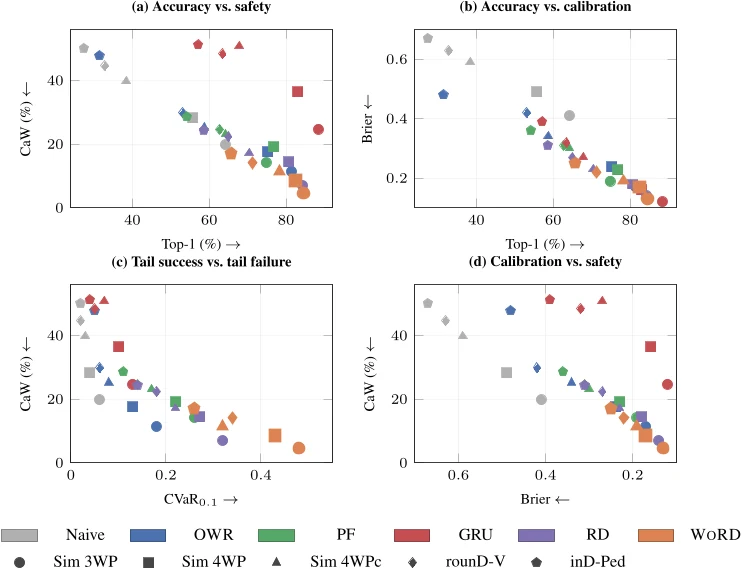 (a) Accuracy vs. safety
CaW (%) ←
40
20
0
40 60 80
Top-1 (%) →
(b) Accuracy vs. calibration
Brier ←
0.6
0.4
0.2
40 60 80
Top-1 (%) →
(c) Tail success vs. tail failure
CaW (%) ←
40
20
0
0 0.2 0.4
CVaR0.1 →
(d) Calibration vs. safety
CaW (%) ←
40
20
0
0.6 0.4 0.2
Brier ←
Naive OWR PF GRU RD WORD
Sim 3WP Sim 4WP Sim 4WPc rounD-V inD-Ped